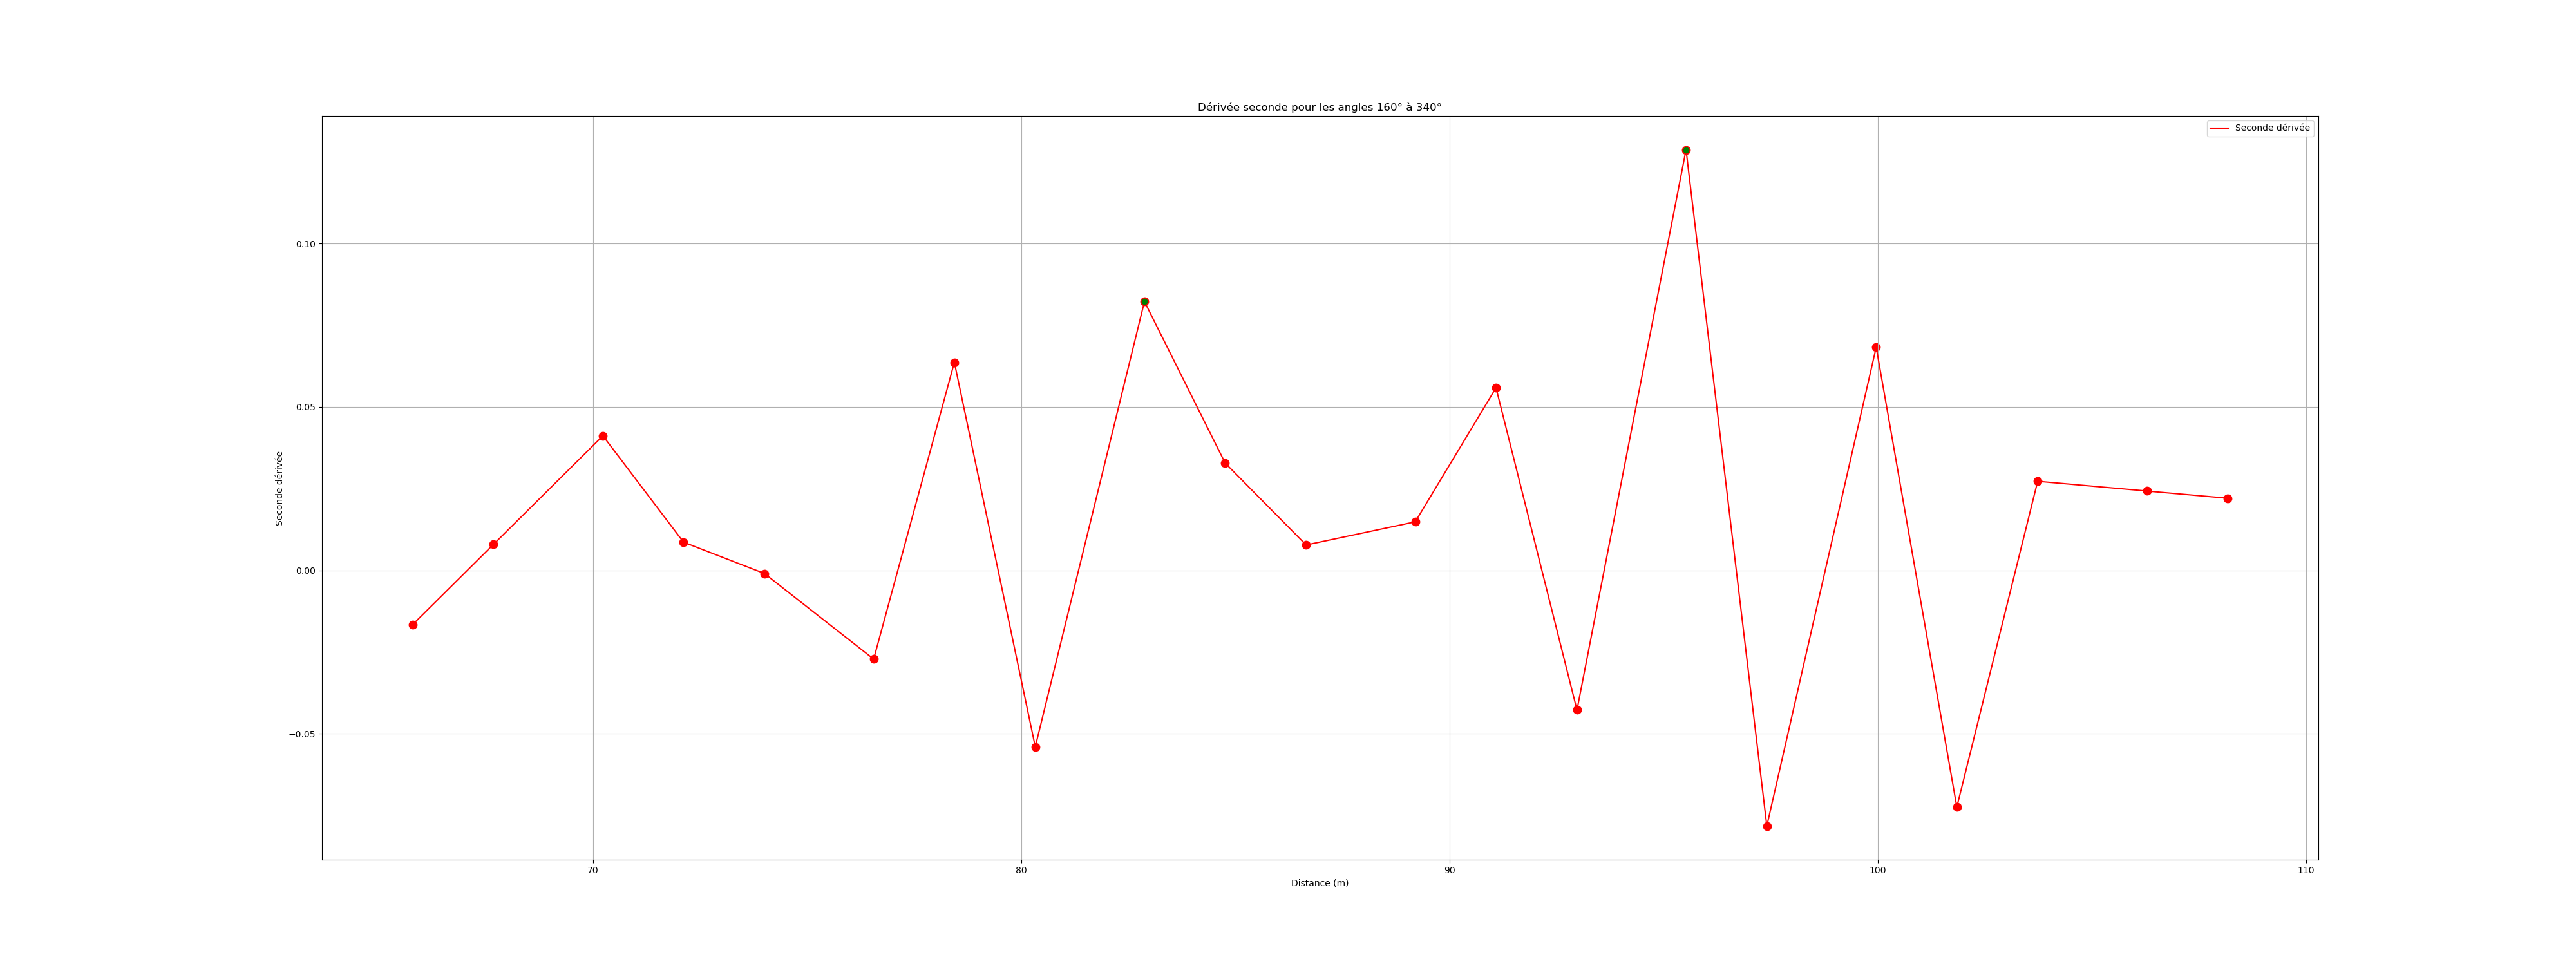 Dérivée seconde pour les angles 160° à 340°
Seconde dérivée
0.10
0.05
0.00
−0.05
Seconde dérivée
70
80
90
100
110
Distance (m)